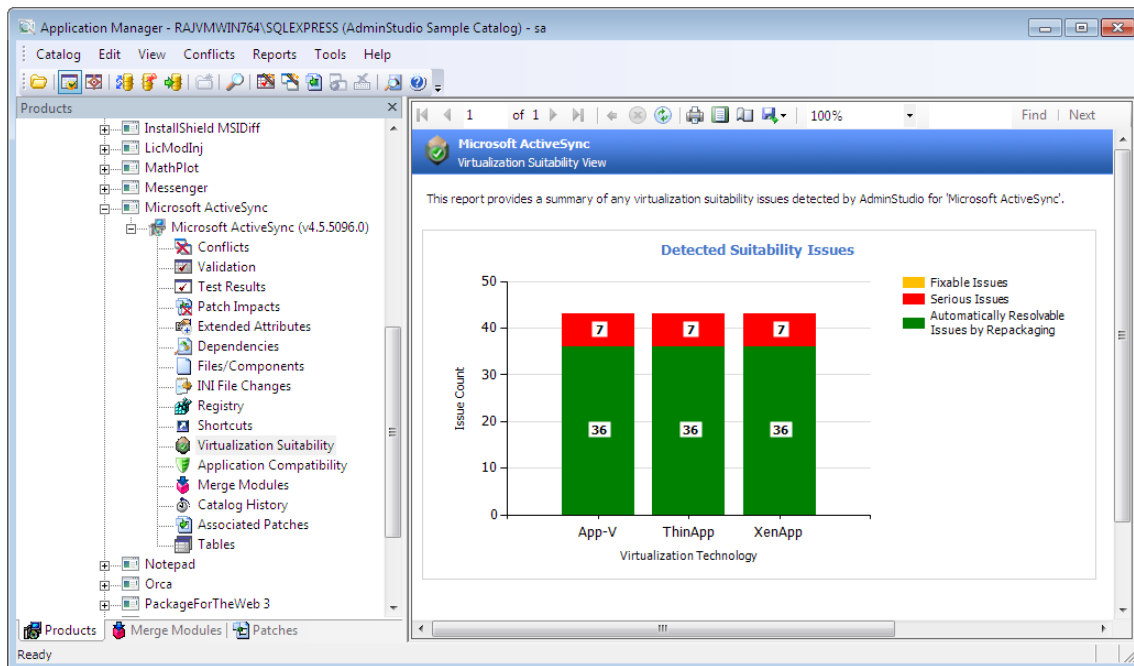 Application Manager - RAJVMWIN764\SQLEXPRESS (AdminStudio Sample Catalog) - sa
Catalog Edit View Conflicts Reports Tools Help
Products
InstallShield MSIDiff
LicModInj
MathPlot
Messenger
Microsoft ActiveSync
Microsoft ActiveSync (v4.5.5096.0)
Conflicts
Validation
Test Results
Patch Impacts
Extended Attributes
Dependencies
Files/Components
INI File Changes
Registry
Shortcuts
Virtualization Suitability
Application Compatibility
Merge Modules
Catalog History
Associated Patches
Tables
Notepad
Orca
PackageForTheWeb 3
Products Merge Modules Patches
Ready
1 of 1 100% Find | Next
Microsoft ActiveSync
Virtualization Suitability View
This report provides a summary of any virtualization suitability issues detected by AdminStudio for 'Microsoft ActiveSync'.
Detected Suitability Issues
Fixable Issues
Serious Issues
Automatically Resolvable
Issues by Repackaging
Issue Count
50
40
30
20
10
0
7 7 7
36 36 36
App-V ThinApp XenApp
Virtualization Technology